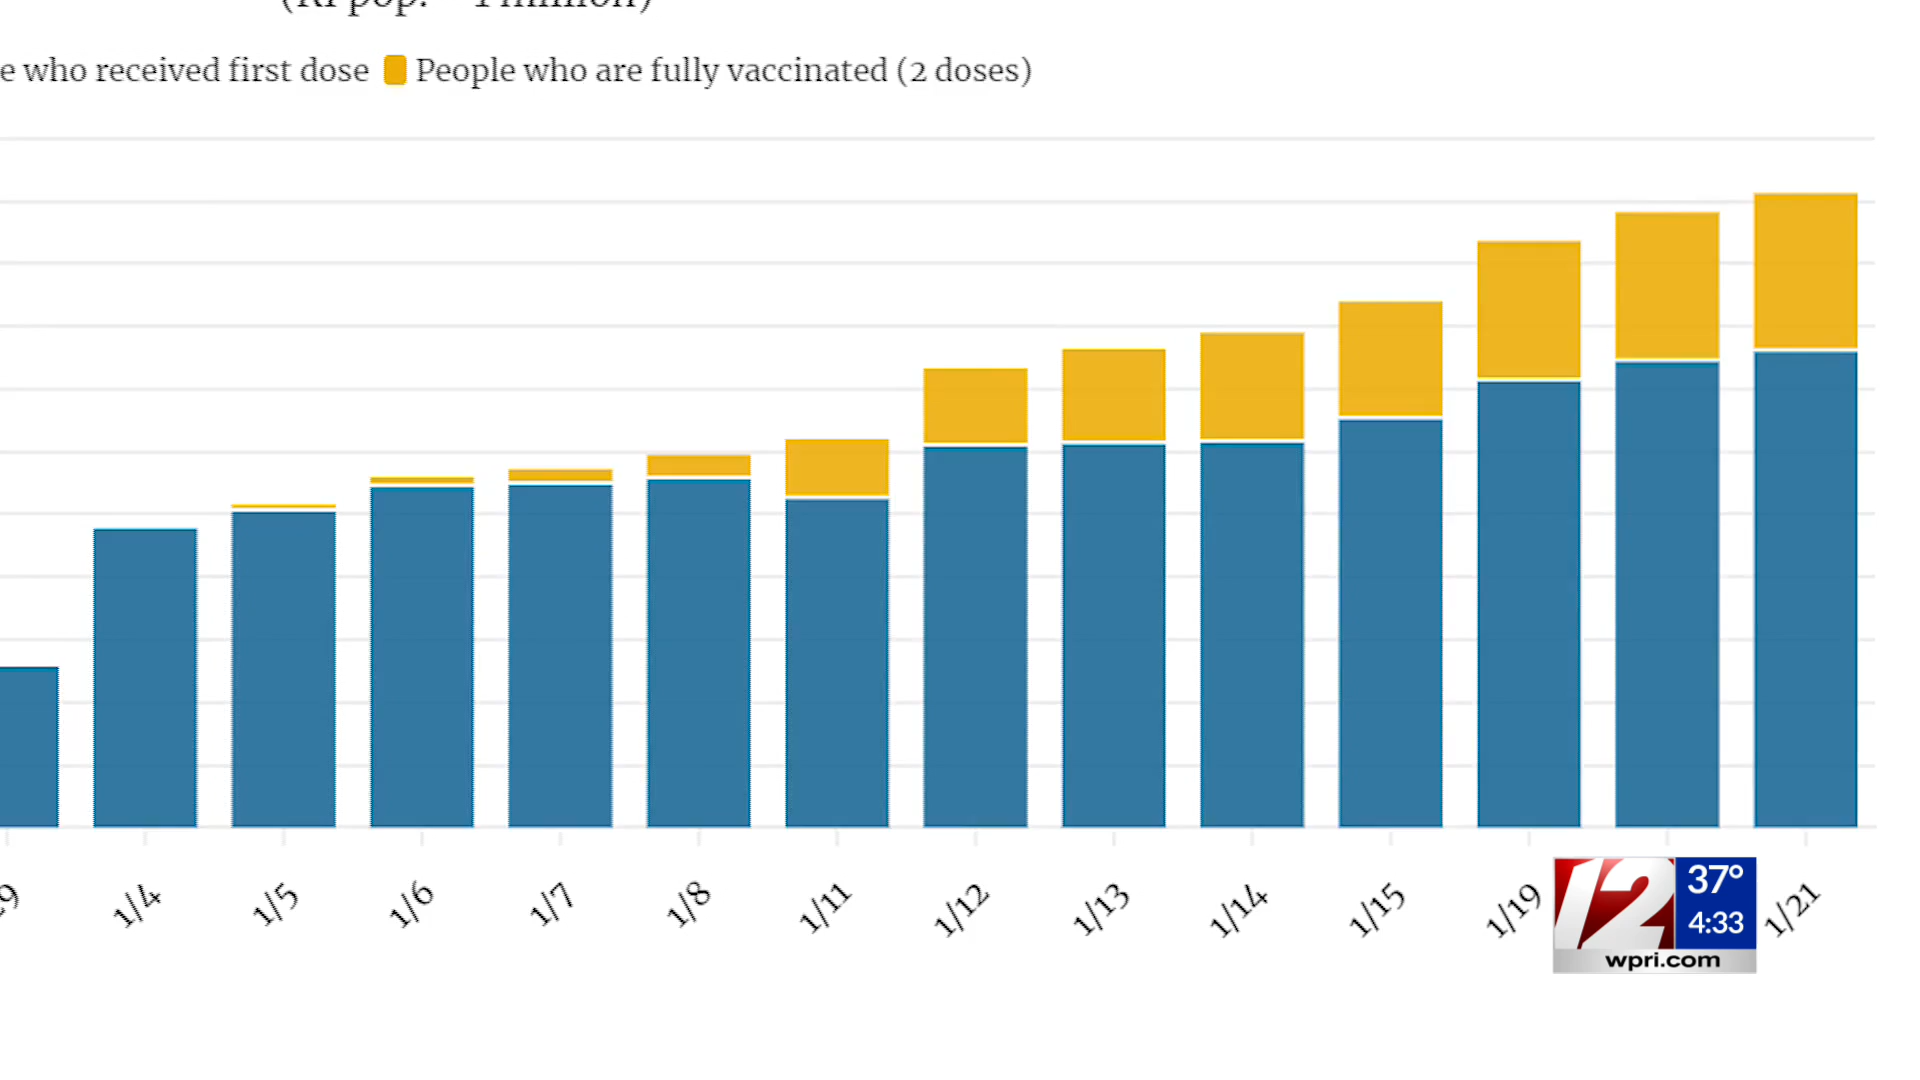 (RI pop. ~ 1 million)
e who received first dose People who are fully vaccinated (2 doses)
29 1/4 1/5 1/6 1/7 1/8 1/11 1/12 1/13 1/14 1/15 1/19 1/21
12 37°
4:33
wpri.com